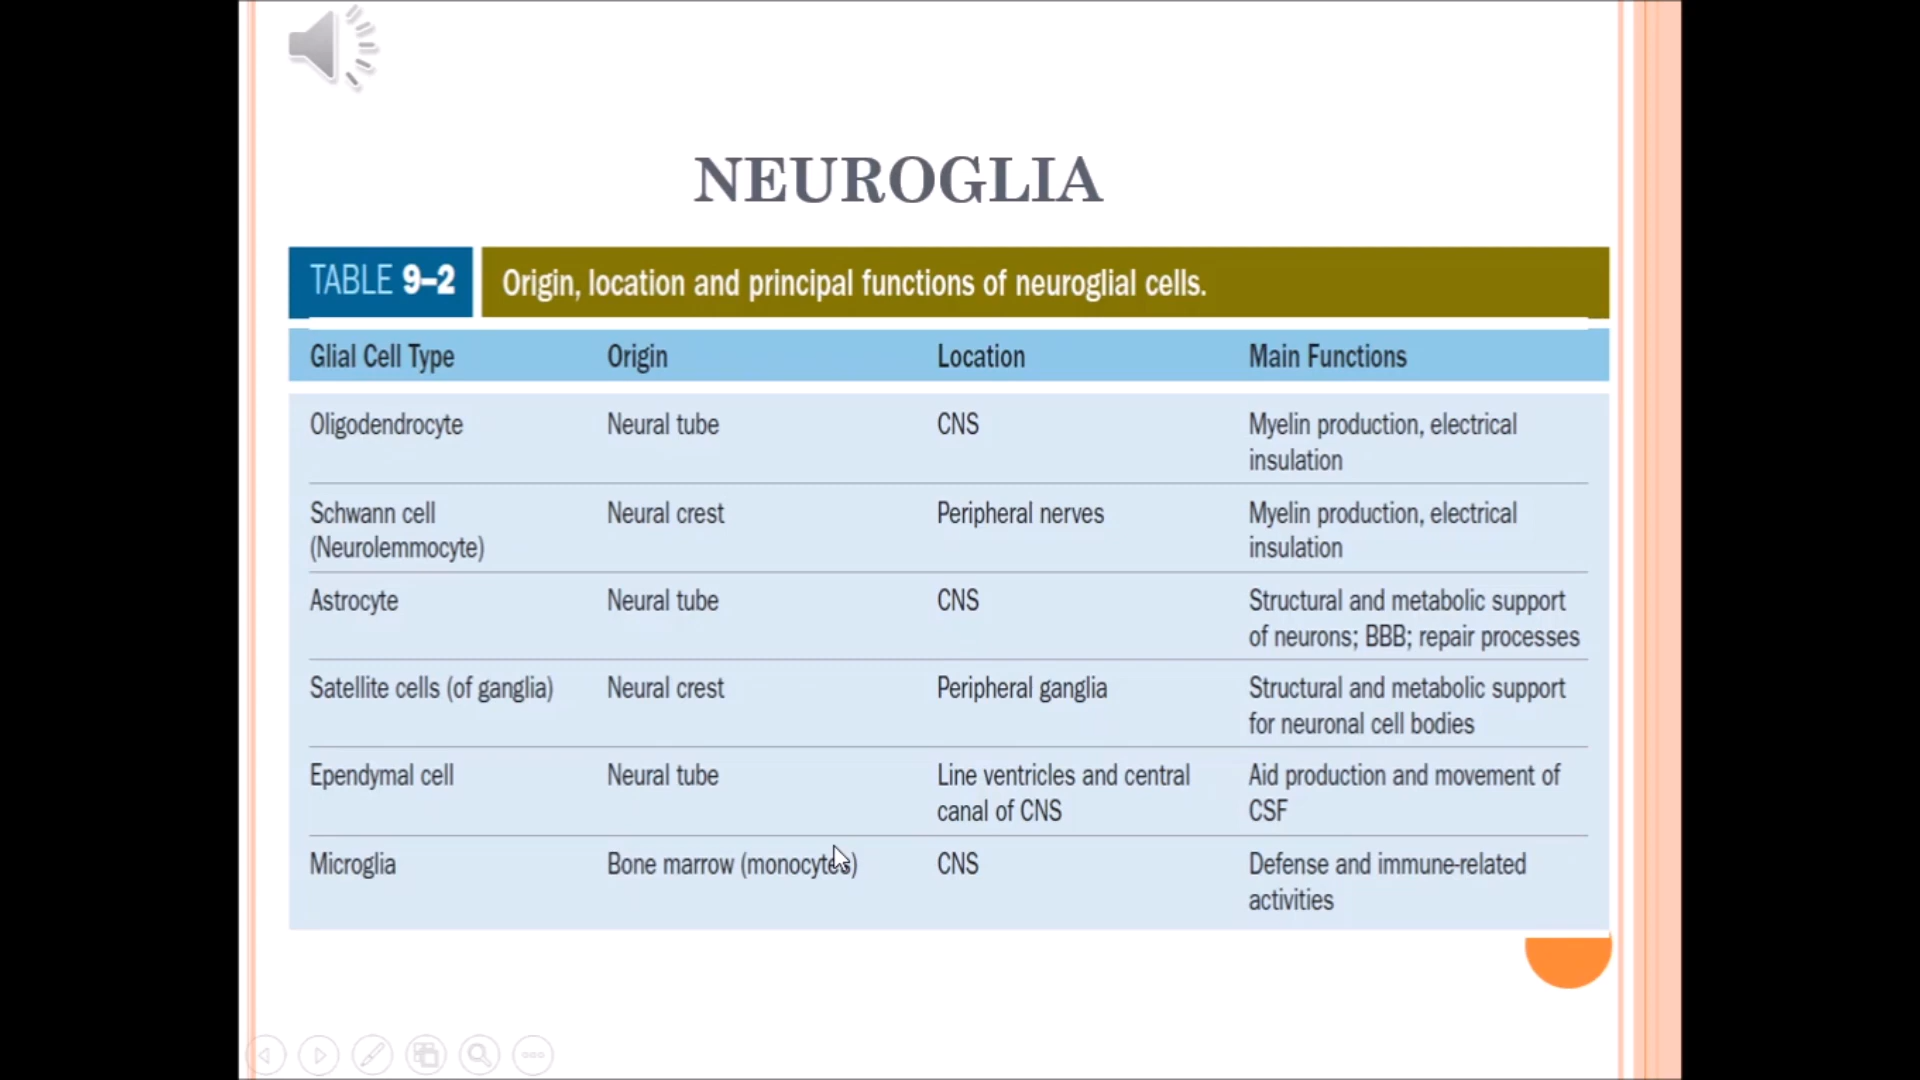 NEUROGLIA
TABLE 9–2 Origin, location and principal functions of neuroglial cells.
Glial Cell Type Origin Location Main Functions
Oligodendrocyte Neural tube CNS Myelin production, electrical
insulation
Schwann cell Neural crest Peripheral nerves Myelin production, electrical
(Neurolemmocyte) insulation
Astrocyte Neural tube CNS Structural and metabolic support
of neurons; BBB; repair processes
Satellite cells (of ganglia) Neural crest Peripheral ganglia Structural and metabolic support
for neuronal cell bodies
Ependymal cell Neural tube Line ventricles and central Aid production and movement of
canal of CNS CSF
Microglia Bone marrow (monocytes) CNS Defense and immune-related
activities